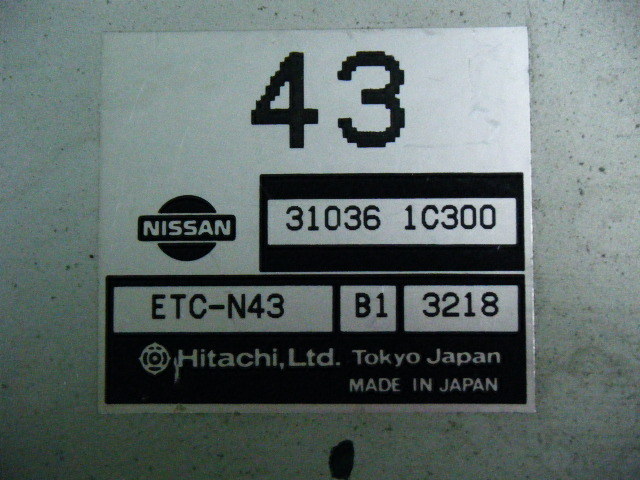 43
NISSAN
31036 1C300
ETC-N43 B1 3218
Hitachi, Ltd. Tokyo Japan
MADE IN JAPAN